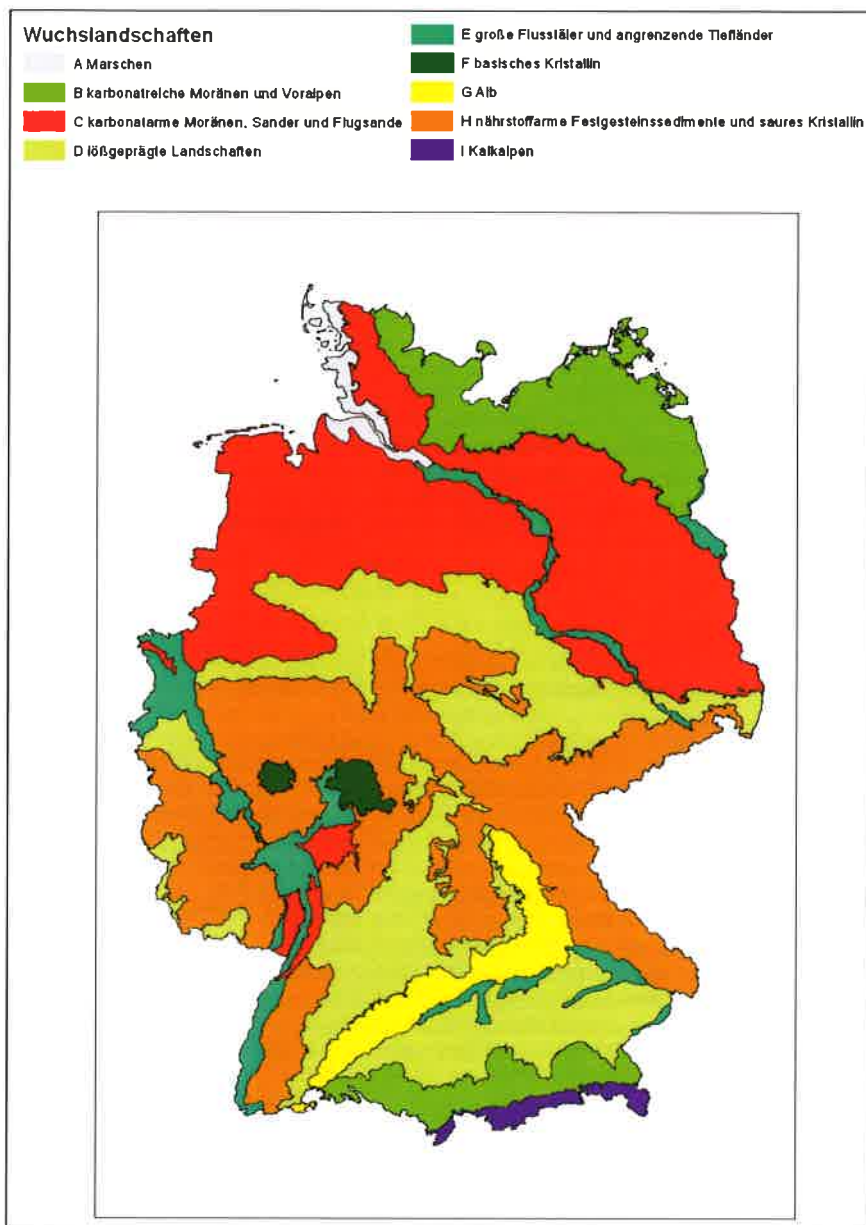 Wuchslandschaften
A Marschen
B karbonatreiche Moränen und Voralpen
C karbonatarme Moränen, Sander und Flugsande
D lößgeprägte Landschaften
E große Flusstäler und angrenzende Tiefländer
F basisches Kristallin
G Alb
H nährstoffarme Festgesteinssedimente und saures Kristallin
I Kalkalpen